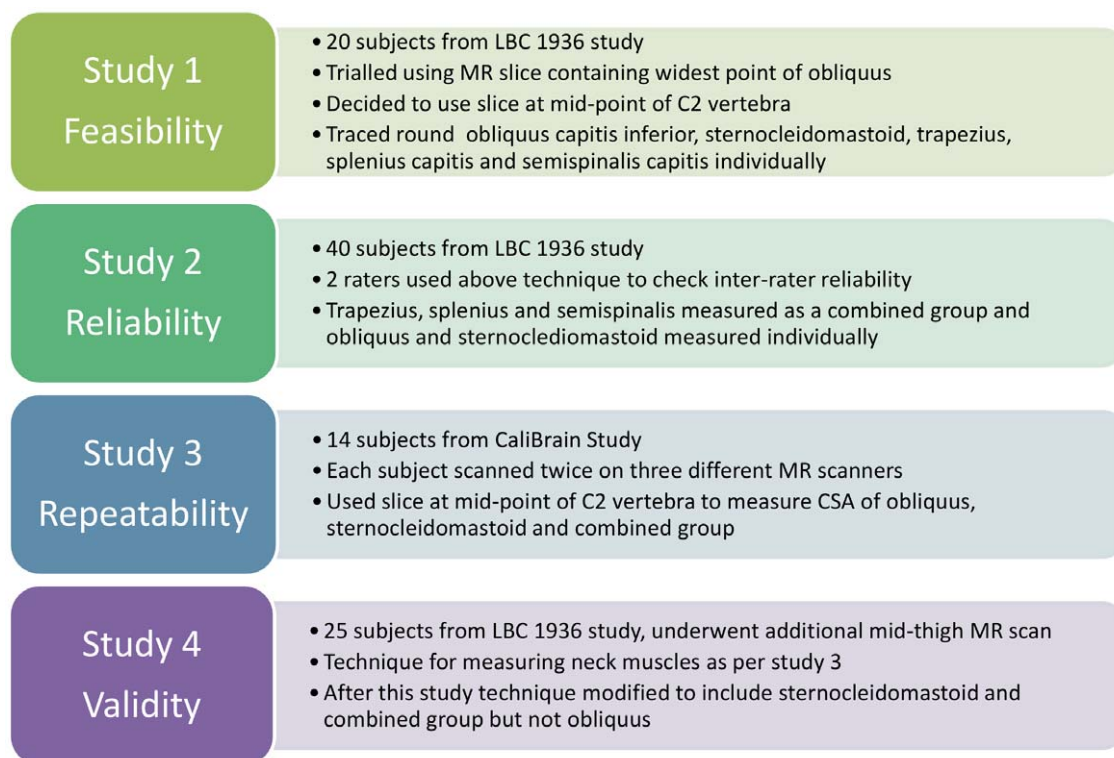 Study 1
Feasibility
• 20 subjects from LBC 1936 study
• Trialled using MR slice containing widest point of obliquus
• Decided to use slice at mid-point of C2 vertebra
• Traced round obliquus capitis inferior, sternocleidomastoid, trapezius,
splenius capitis and semispinalis capitis individually
Study 2
Reliability
• 40 subjects from LBC 1936 study
• 2 raters used above technique to check inter-rater reliability
• Trapezius, splenius and semispinalis measured as a combined group and
obliquus and sternoclediomastoid measured individually
Study 3
Repeatability
• 14 subjects from CaliBrain Study
• Each subject scanned twice on three different MR scanners
• Used slice at mid-point of C2 vertebra to measure CSA of obliquus,
sternocleidomastoid and combined group
Study 4
Validity
• 25 subjects from LBC 1936 study, underwent additional mid-thigh MR scan
• Technique for measuring neck muscles as per study 3
• After this study technique modified to include sternocleidomastoid and
combined group but not obliquus